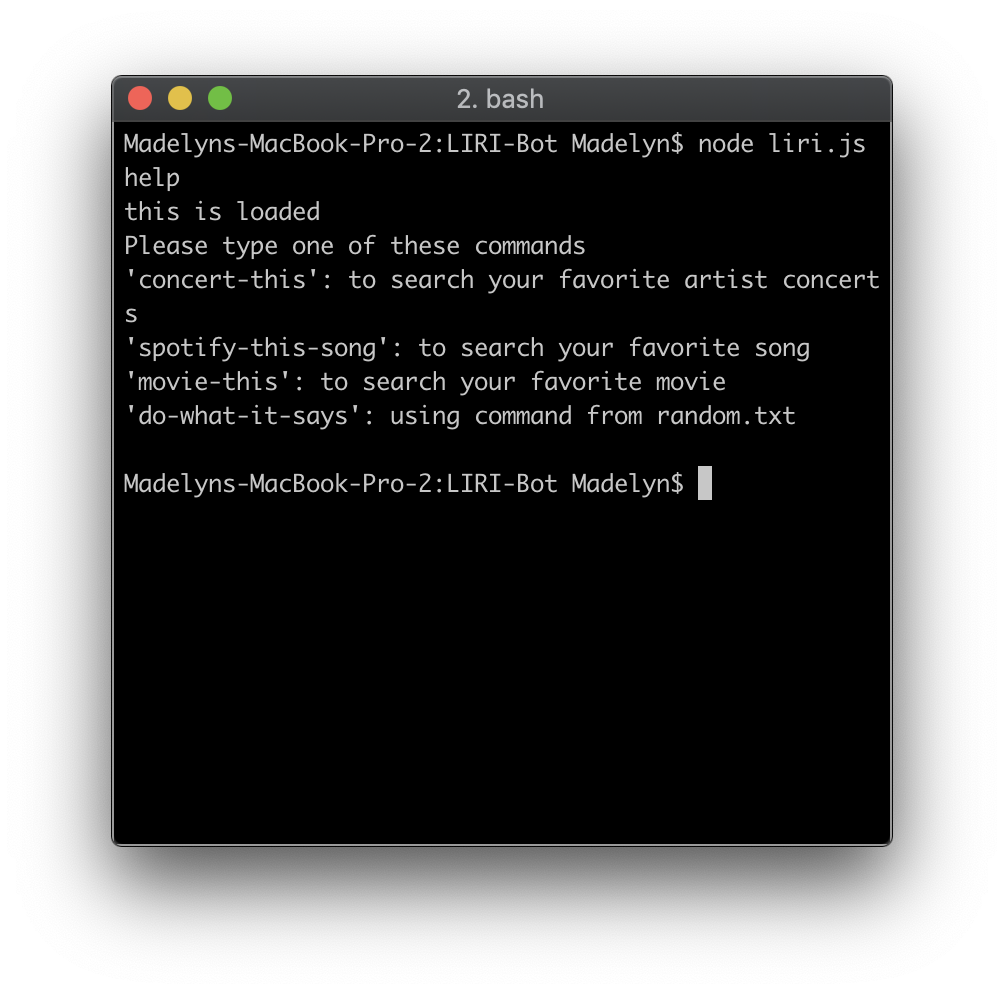 2. bash
Madelyns-MacBook-Pro-2:LIRI-Bot Madelyn$ node liri.js
help
this is loaded
Please type one of these commands
'concert-this': to search your favorite artist concert
s
'spotify-this-song': to search your favorite song
'movie-this': to search your favorite movie
'do-what-it-says': using command from random.txt
Madelyns-MacBook-Pro-2:LIRI-Bot Madelyn$